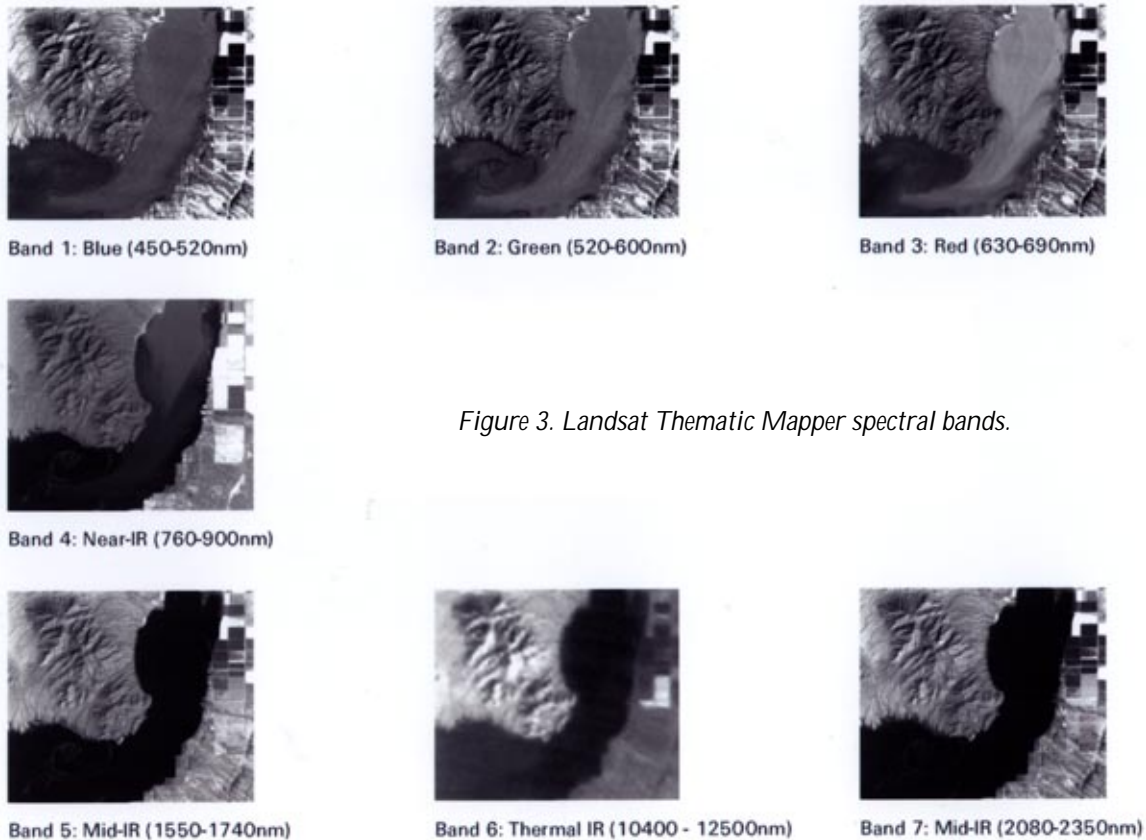 Band 1: Blue (450-520nm)
Band 2: Green (520-600nm)
Band 3: Red (630-690nm)
Band 4: Near-IR (760-900nm)
Figure 3. Landsat Thematic Mapper spectral bands.
Band 5: Mid-IR (1550-1740nm)
Band 6: Thermal IR (10400 - 12500nm)
Band 7: Mid-IR (2080-2350nm)